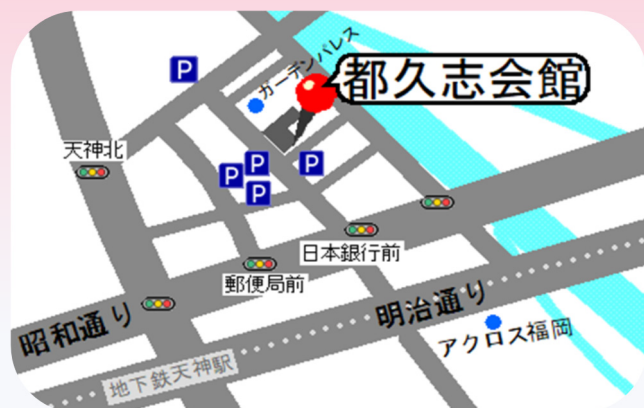 ガーデンパレス
都久志会館
P
天神北
P
P
P
P
日本銀行前
郵便局前
昭和通り
明治通り
アクロス福岡
地下鉄天神駅